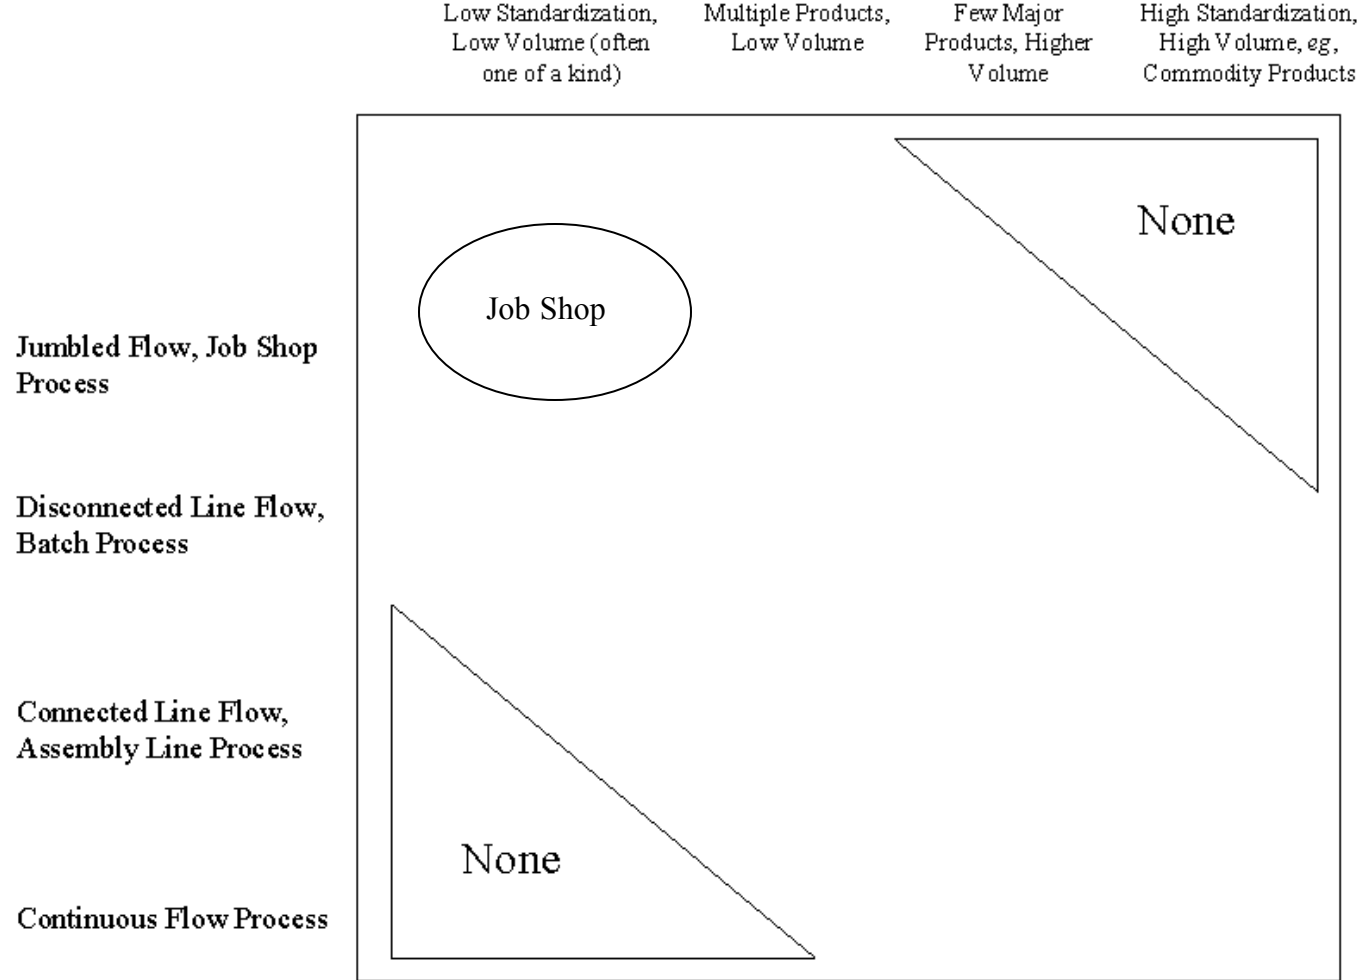 Low Standardization,
Low Volume (often
one of a kind)
Multiple Products,
Low Volume
Few Major
Products, Higher
Volume
High Standardization,
High Volume, eg,
Commodity Products
None
Job Shop
Jumbled Flow, Job Shop
Process
Disconnected Line Flow,
Batch Process
Connected Line Flow,
Assembly Line Process
None
Continuous Flow Process